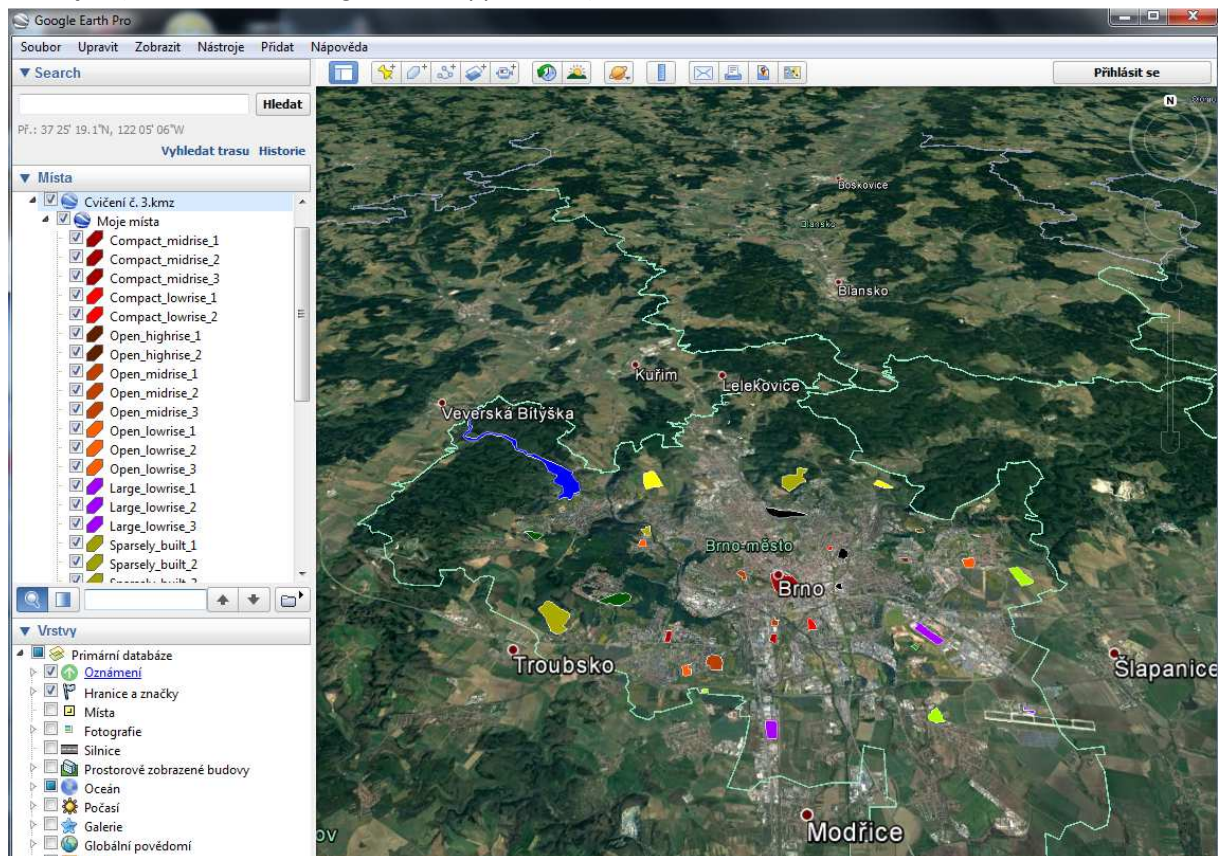 Google Earth Pro
Soubor Upravit Zobrazit Nástroje Přidat Nápověda
Search
Přihlásit se
Hledat
Př.: 37 25' 19.1"N, 122 05' 06"W
Vyhledat trasu Historie
Místa
Cvičení č. 3.kmz
Moje místa
Compact_midrise_1
Compact_midrise_2
Compact_midrise_3
Compact_lowrise_1
Compact_lowrise_2
Open_highrise_1
Open_highrise_2
Open_midrise_1
Open_midrise_2
Open_midrise_3
Open_lowrise_1
Open_lowrise_2
Open_lowrise_3
Large_lowrise_1
Large_lowrise_2
Large_lowrise_3
Sparsely_built_1
Sparsely_built_2
Vrstvy
Primární databáze
Oznámení
Hranice a značky
Místa
Fotografie
Silnice
Prostorově zobrazené budovy
Oceán
Počasí
Galerie
Globální povědomí
N
Boskovice
Blansko
Blansko
Kuřim
Lelekovice
Veverská Bítýška
Brno-město
Brno
Troubsko
Šlapanice
Modřice